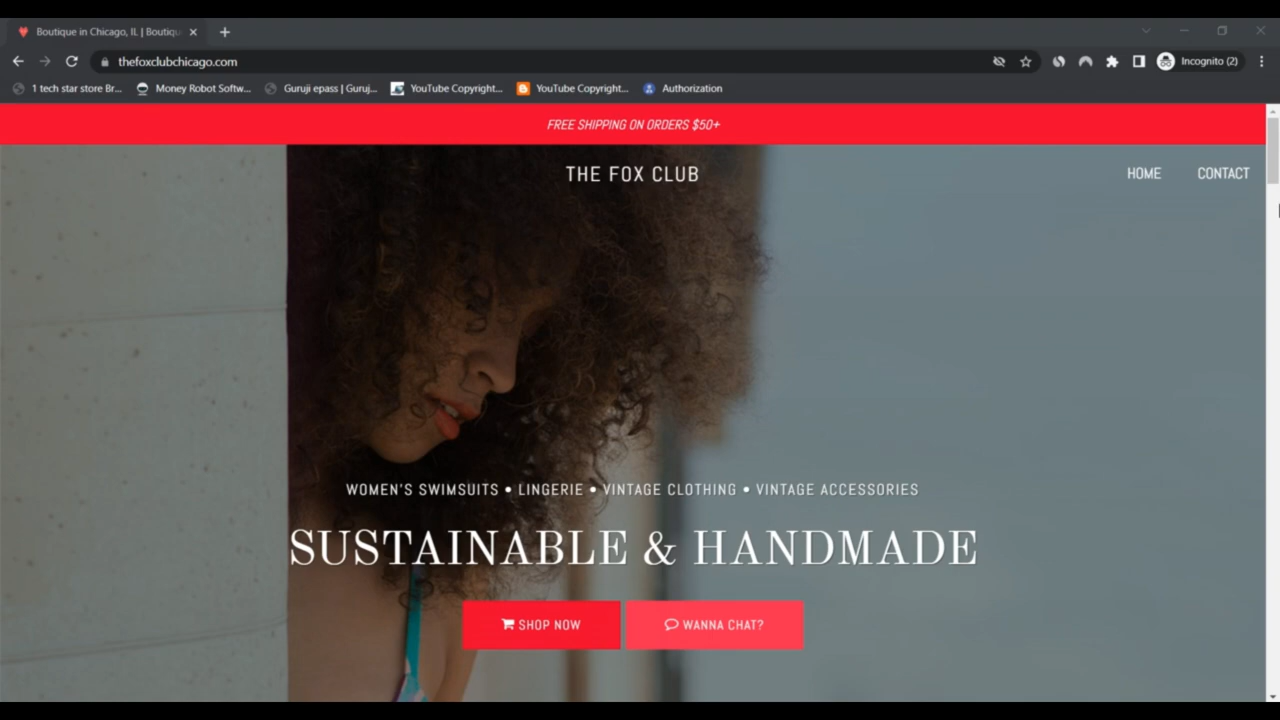 Boutique in Chicago, IL | Boutiqu
thefoxclubchicago.com
Incognito (2)
1 tech star store Br...
Money Robot Softw...
Guruji epass | Guruj...
YouTube Copyright...
YouTube Copyright...
Authorization
FREE SHIPPING ON ORDERS $50+
THE FOX CLUB
HOME
CONTACT
WOMEN'S SWIMSUITS • LINGERIE • VINTAGE CLOTHING • VINTAGE ACCESSORIES
SUSTAINABLE & HANDMADE
SHOP NOW
WANNA CHAT?